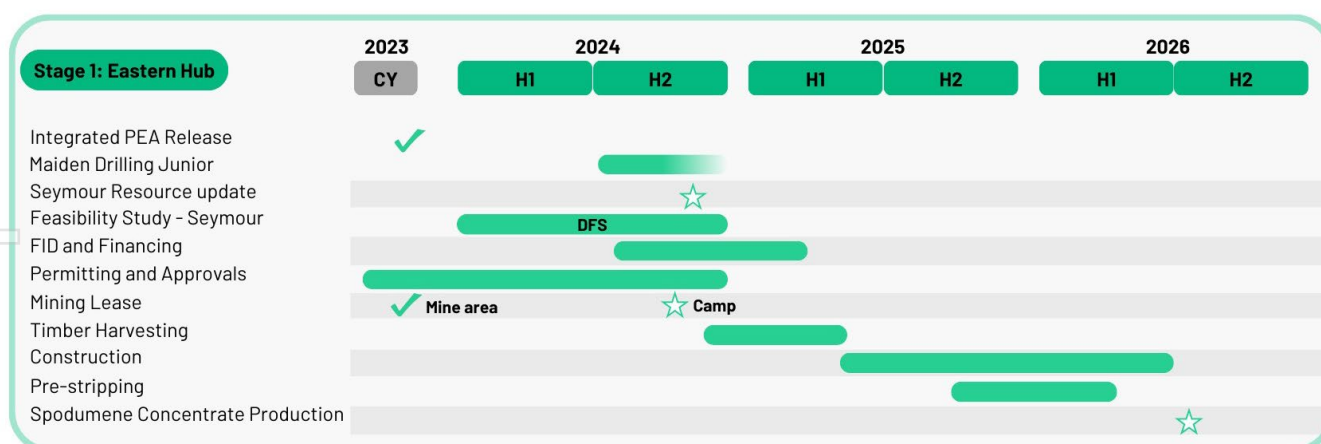 2023 2024 2025 2026
Stage 1: Eastern Hub CY H1 H2 H1 H2 H1 H2
Integrated PEA Release
Maiden Drilling Junior
Seymour Resource update
Feasibility Study - Seymour DFS
FID and Financing
Permitting and Approvals
Mining Lease Mine area Camp
Timber Harvesting
Construction
Pre-stripping
Spodumene Concentrate Production